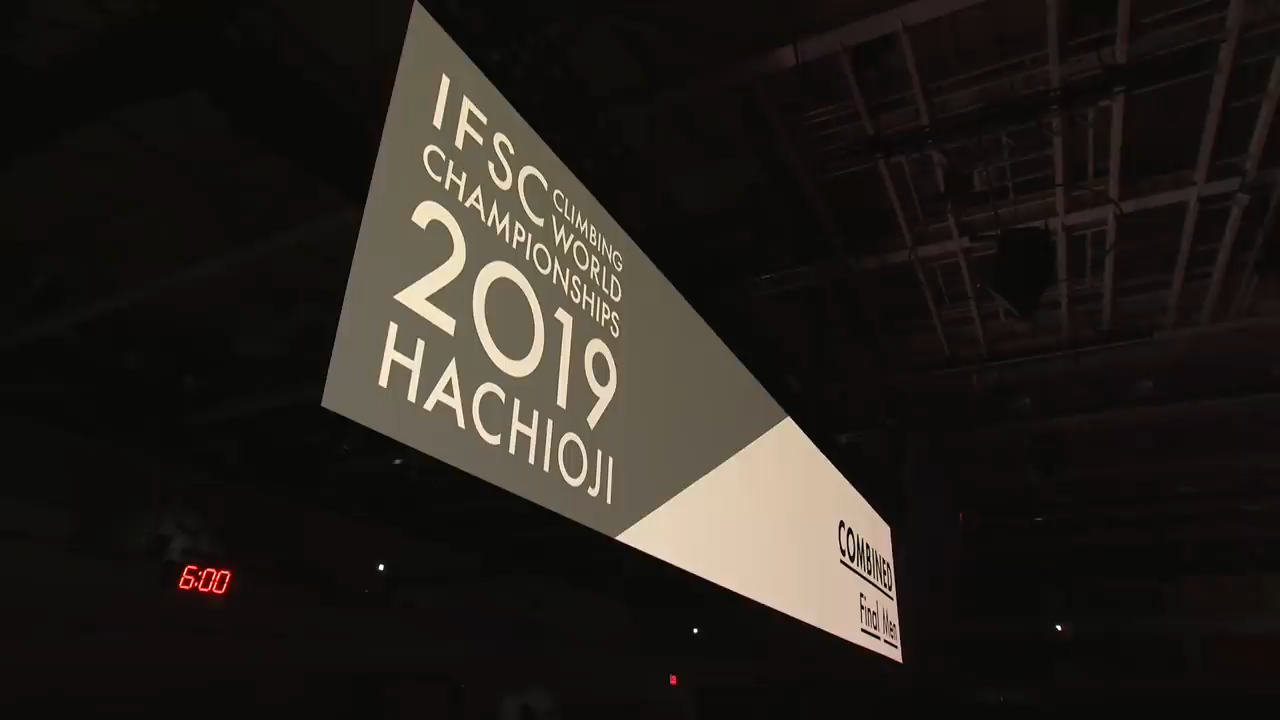 IFSC CLIMBING
WORLD
CHAMPIONSHIPS
2019
HACHIOJI
COMBINED
Final Men
6:00